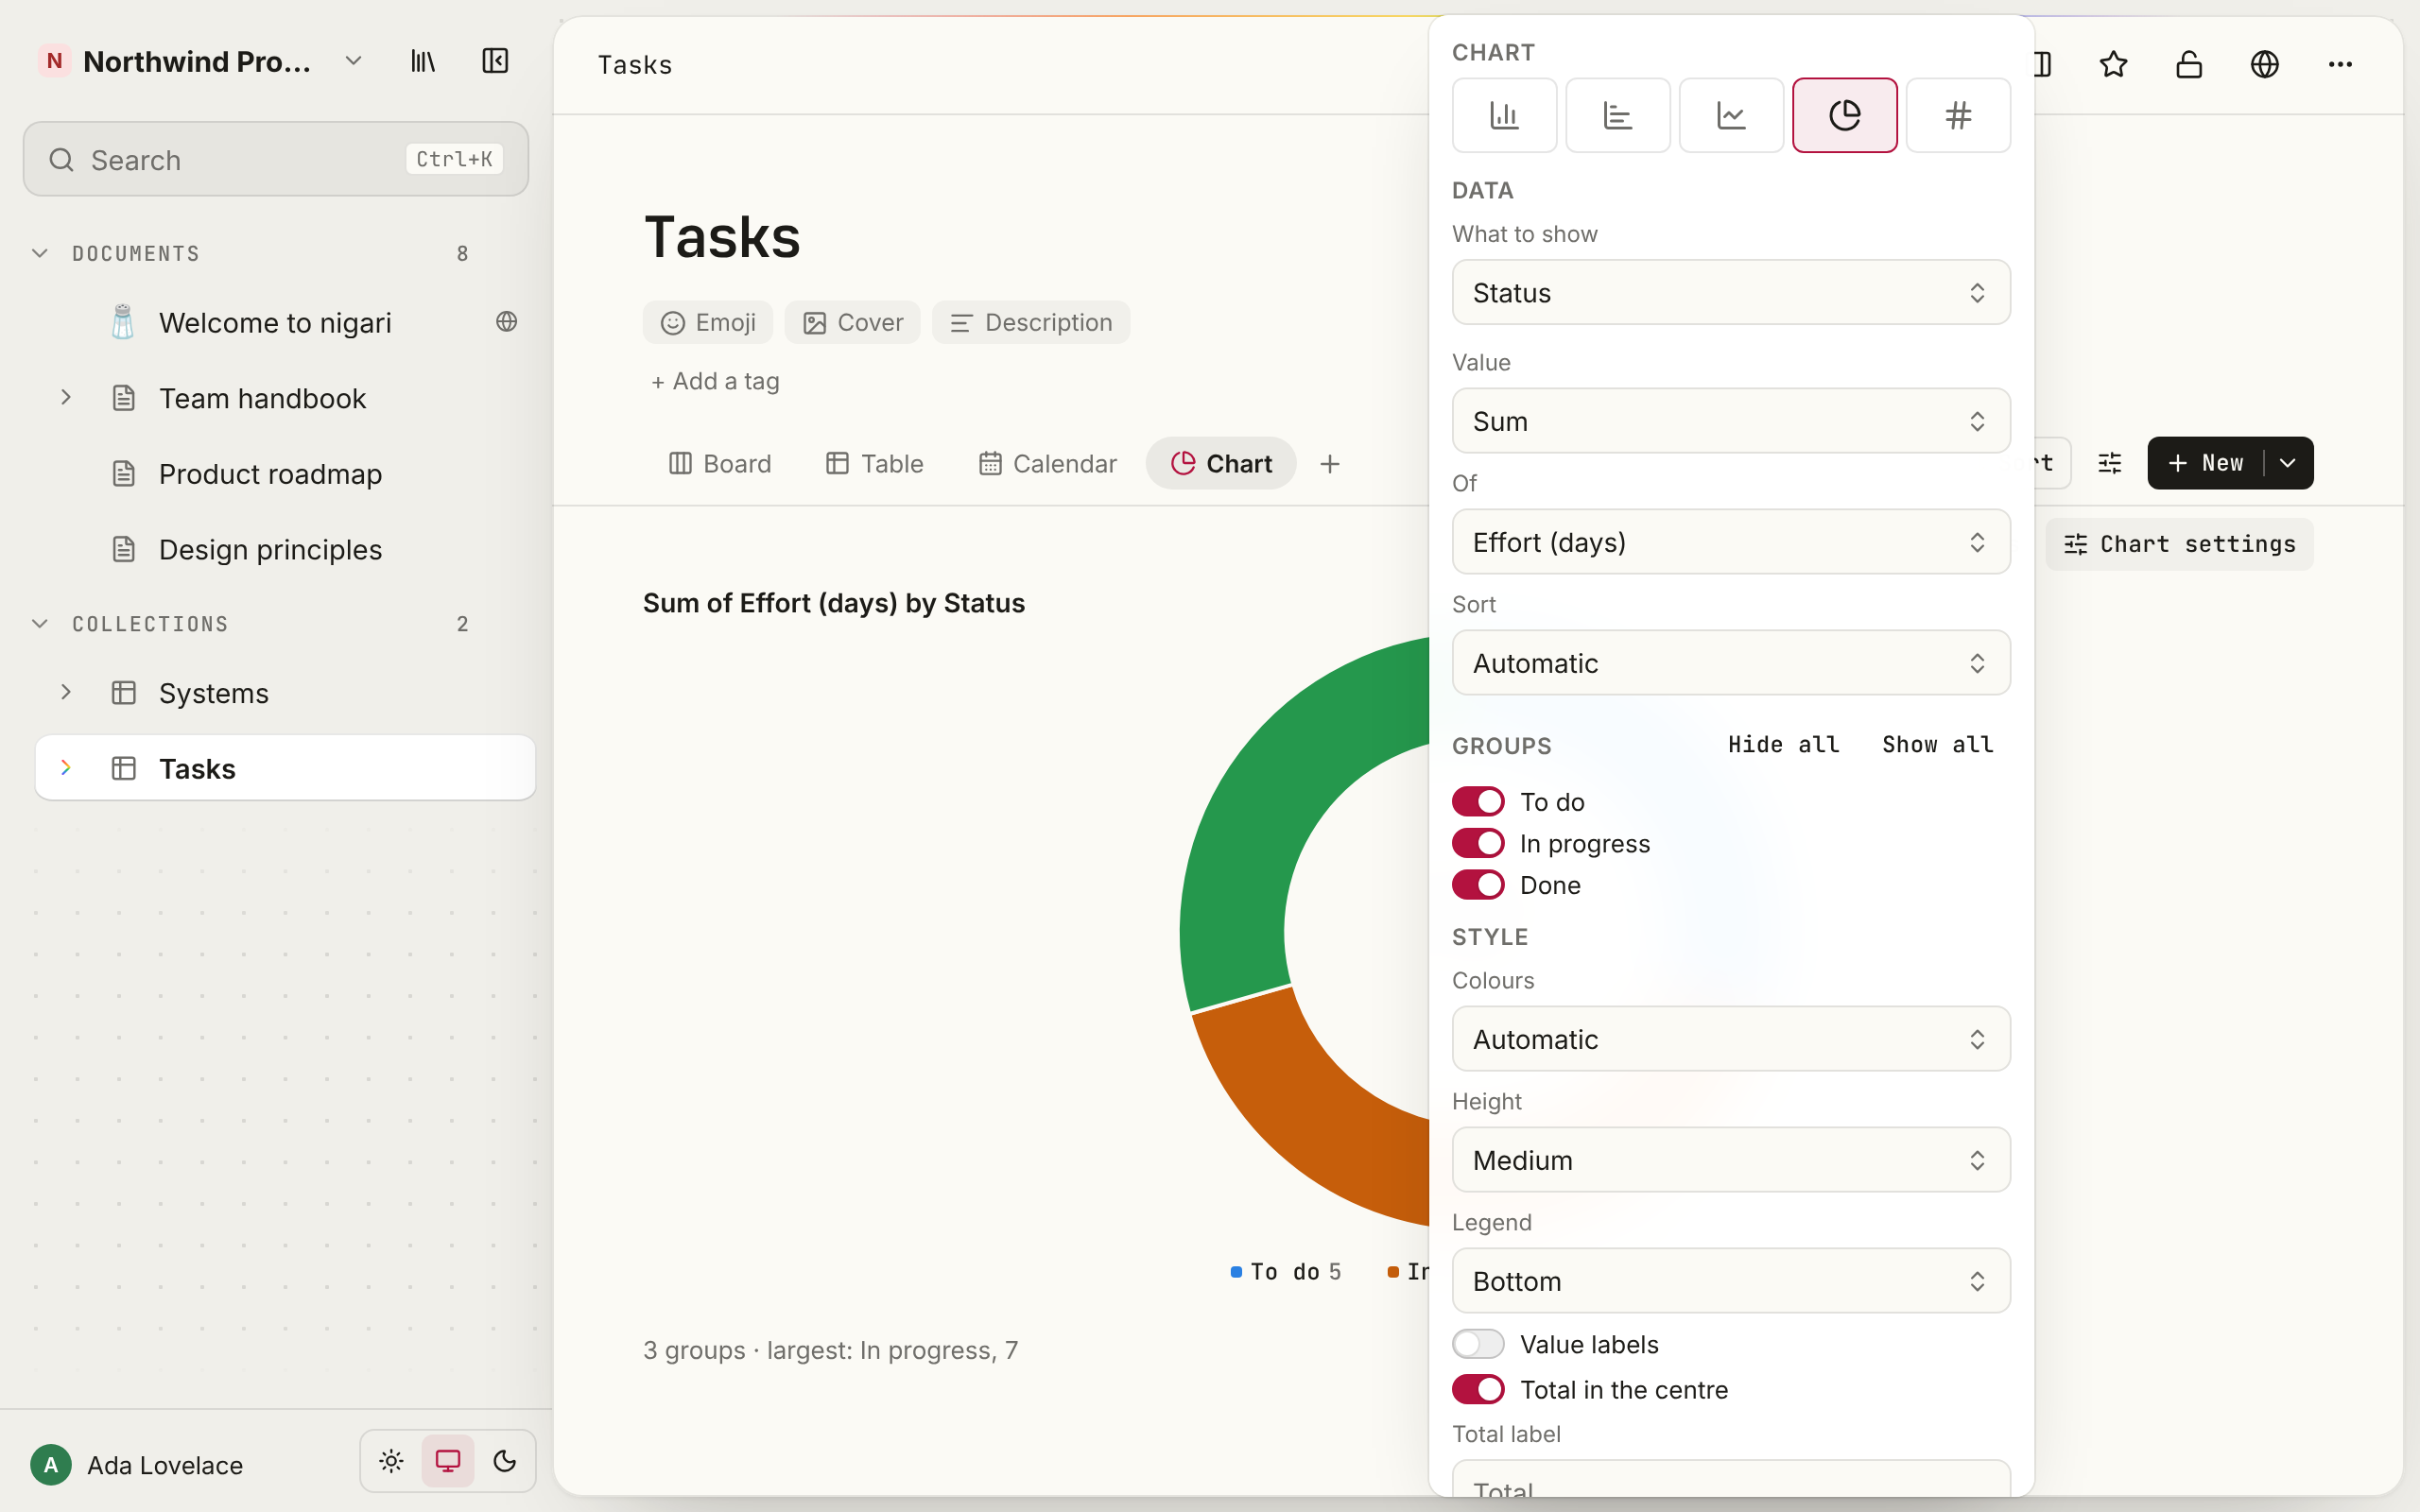 N Northwind Pro...
Search Ctrl+K
DOCUMENTS 8
Welcome to nigari
Team handbook
Product roadmap
Design principles
COLLECTIONS 2
Systems
Tasks
A Ada Lovelace
Tasks
Tasks
Emoji Cover Description
+ Add a tag
Board Table Calendar Chart +
+ New
Chart settings
Sum of Effort (days) by Status
To do 5
3 groups · largest: In progress, 7
CHART
DATA
What to show
Status
Value
Sum
Of
Effort (days)
Sort
Automatic
GROUPS Hide all Show all
To do
In progress
Done
STYLE
Colours
Automatic
Height
Medium
Legend
Bottom
Value labels
Total in the centre
Total label
Total